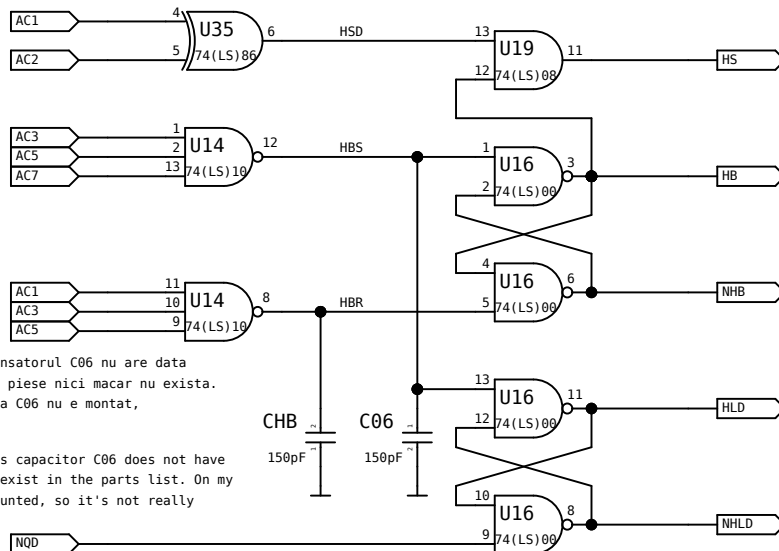 AC1 4 U35 6 HSD 13 U19 11 HS
AC2 5 74(LS)86 12 74(LS)08
AC3 1 U14 12 HBS 1 U16 3 HB
AC5 2
AC7 13 74(LS)10 2 74(LS)00
AC1 11 U14 8 HBR 4 U16 6 NHB
AC3 10 5 74(LS)00
AC5 9 74(LS)10
nsatorul C06 nu are data
piese nici macar nu exista.
a C06 nu e montat,
13 U16 11 HLD
12 74(LS)00
CHB 2 1 150pF
C06 1 2 150pF
s capacitor C06 does not have
exist in the parts list. On my
unted, so it's not really
10 U16 8 NHLD
NQD 9 74(LS)00